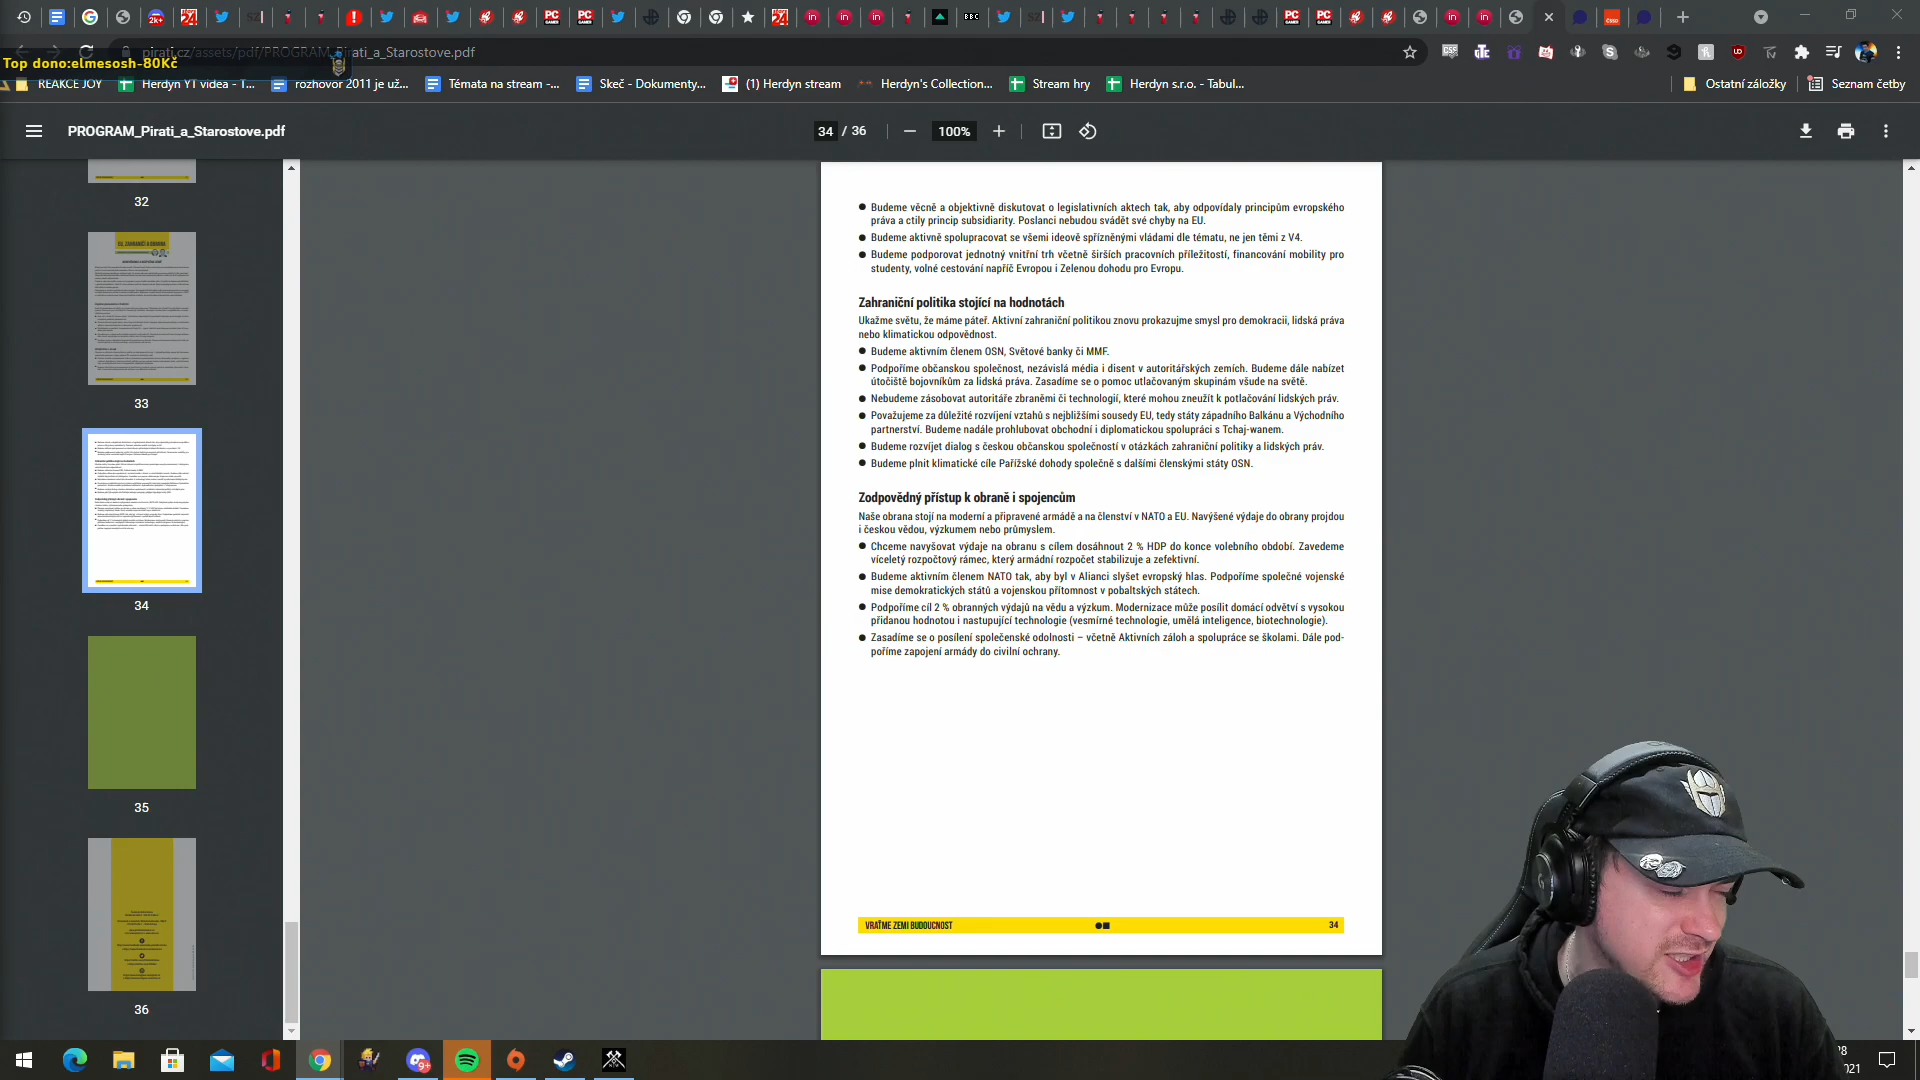 pirati.cz/assets/pdf/PROGRAM_Pirati_a_Starostove.pdf
Top dono:elmesosh-80Kč
REAKCE JOY
Herdyn YT videa - T...
rozhovor 2011 je už...
Témata na stream -...
Skeč - Dokumenty...
(1) Herdyn stream
Herdyn's Collection...
Stream hry
Herdyn s.r.o. - Tabul...
Ostatní záložky
Seznam četby
PROGRAM_Pirati_a_Starostove.pdf
34 / 36
100%
32
33
34
35
36
Budeme věcně a objektivně diskutovat o legislativních aktech tak, aby odpovídaly principům evropského
práva a ctily princip subsidiarity. Poslanci nebudou svádět své chyby na EU.
Budeme aktivně spolupracovat se všemi ideově spřízněnými vládami dle tématu, ne jen těmi z V4.
Budeme podporovat jednotný vnitřní trh včetně širších pracovních příležitostí, financování mobility pro
studenty, volné cestování napříč Evropou i Zelenou dohodu pro Evropu.
Zahraniční politika stojící na hodnotách
Ukažme světu, že máme páteř. Aktivní zahraniční politikou znovu prokazujme smysl pro demokracii, lidská práva
nebo klimatickou odpovědnost.
Budeme aktivním členem OSN, Světové banky či MMF.
Podpoříme občanskou společnost, nezávislá média i disent v autoritářských zemích. Budeme dále nabízet
útočiště bojovníkům za lidská práva. Zasadíme se o pomoc utlačovaným skupinám všude na světě.
Nebudeme zásobovat autoritáře zbraněmi či technologií, které mohou zneužít k potlačování lidských práv.
Považujeme za důležité rozvíjení vztahů s nejbližšími sousedy EU, tedy státy západního Balkánu a Východního
partnerství. Budeme nadále prohlubovat obchodní i diplomatickou spolupráci s Tchaj-wanem.
Budeme rozvíjet dialog s českou občanskou společností v otázkách zahraniční politiky a lidských práv.
Budeme plnit klimatické cíle Pařížské dohody společně s dalšími členskými státy OSN.
Zodpovědný přístup k obraně i spojencům
Naše obrana stojí na moderní a připravené armádě a na členství v NATO a EU. Navýšené výdaje do obrany projdou
i českou vědou, výzkumem nebo průmyslem.
Chceme navyšovat výdaje na obranu s cílem dosáhnout 2 % HDP do konce volebního období. Zavedeme
víceletý rozpočtový rámec, který armádní rozpočet stabilizuje a zefektivní.
Budeme aktivním členem NATO tak, aby byl v Alianci slyšet evropský hlas. Podpoříme společné vojenské
mise demokratických států a vojenskou přítomnost v pobaltských státech.
Podpoříme cíl 2 % obranných výdajů na vědu a výzkum. Modernizace může posílit domácí odvětví s vysokou
přidanou hodnotou i nastupující technologie (vesmírné technologie, umělá inteligence, biotechnologie).
Zasadíme se o posílení společenské odolnosti – včetně Aktivních záloh a spolupráce se školami. Dále pod-
poříme zapojení armády do civilní ochrany.
VRAŤME ZEMI BUDOUCNOST
34